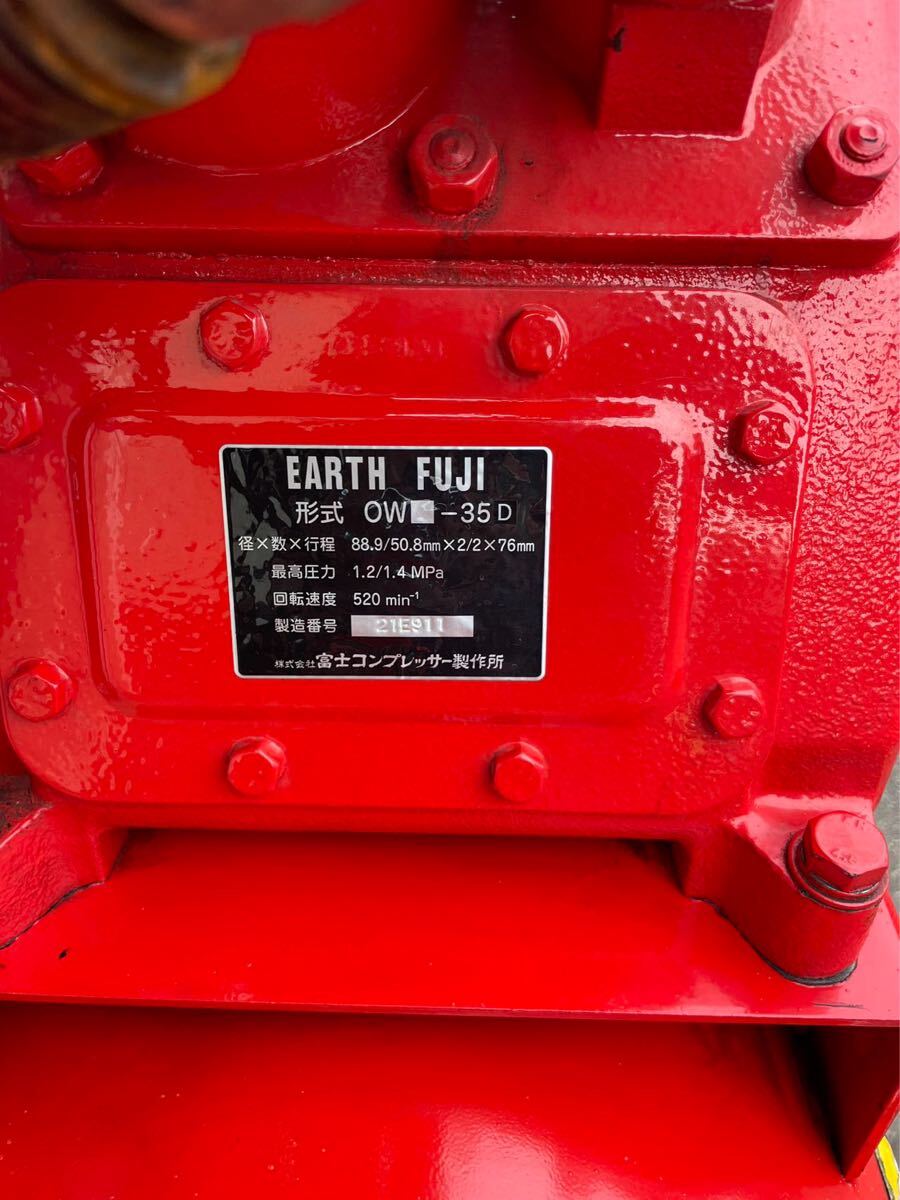 EARTH FUJI
形式 OW -35D
径×数×行程 88.9/50.8mm×2/2×76mm
最高圧力 1.2/1.4 MPa
回転速度 520 min⁻¹
製造番号 21E911
株式会社富士コンプレッサー製作所